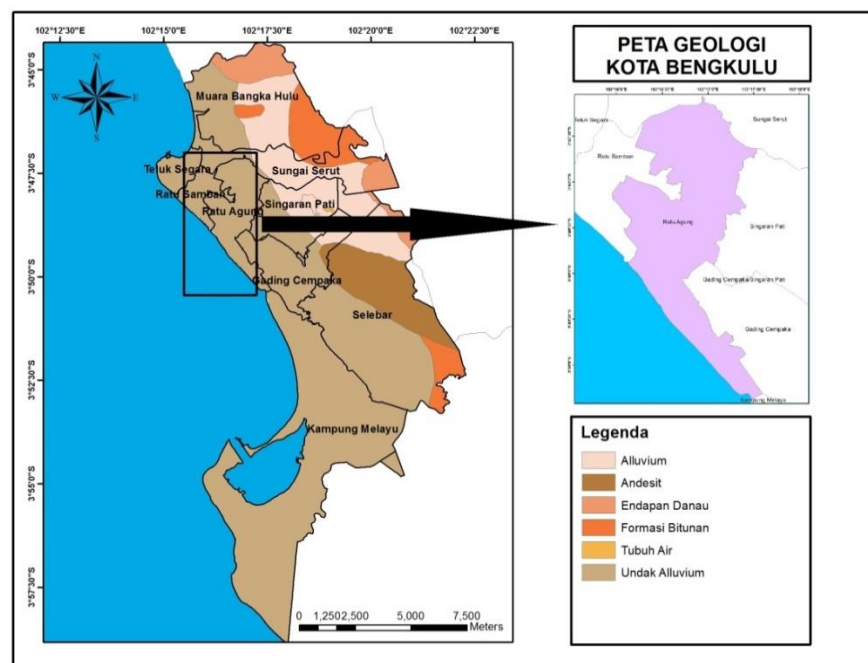 102°12'30"E 102°15'0"E 102°17'30"E 102°20'0"E 102°22'30"E
3°45'0"S
3°47'30"S
3°50'0"S
3°52'30"S
3°55'0"S
3°57'30"S
N
W E
S
Muara Bangka Hulu
Teluk Segara
Sungai Serut
Ratu Samban
Singaran Pati
Ratu Agung
Gading Cempaka
Selebar
Kampung Melayu
0 1,250 2,500 5,000 7,500
Meters
PETA GEOLOGI
KOTA BENGKULU
Teluk Segara
Sungai Serut
Ratu Samban
Ratu Agung
Singaran Pati
Gading Cempaka
Singaran Pati
Gading Cempaka
Kampung Melayu
Legenda
Alluvium
Andesit
Endapan Danau
Formasi Bitunan
Tubuh Air
Undak Alluvium